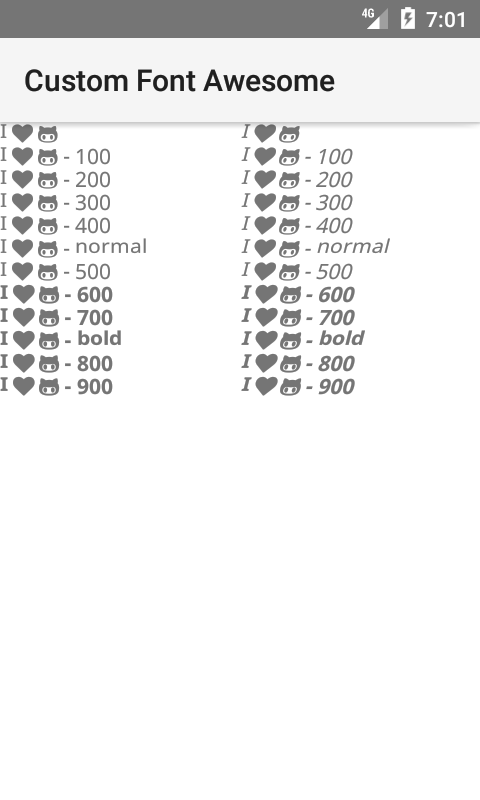 4G 7:01
Custom Font Awesome
I
I - 100
I - 200
I - 300
I - 400
I - normal
I - 500
I - 600
I - 700
I - bold
I - 800
I - 900
I
I - 100
I - 200
I - 300
I - 400
I - normal
I - 500
I - 600
I - 700
I - bold
I - 800
I - 900